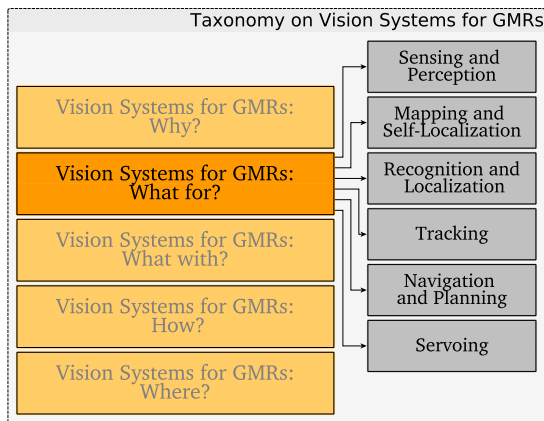 Taxonomy on Vision Systems for GMRs
Vision Systems for GMRs:
Why?
Vision Systems for GMRs:
What for?
Vision Systems for GMRs:
What with?
Vision Systems for GMRs:
How?
Vision Systems for GMRs:
Where?
Sensing and
Perception
Mapping and
Self-Localization
Recognition and
Localization
Tracking
Navigation
and Planning
Servoing